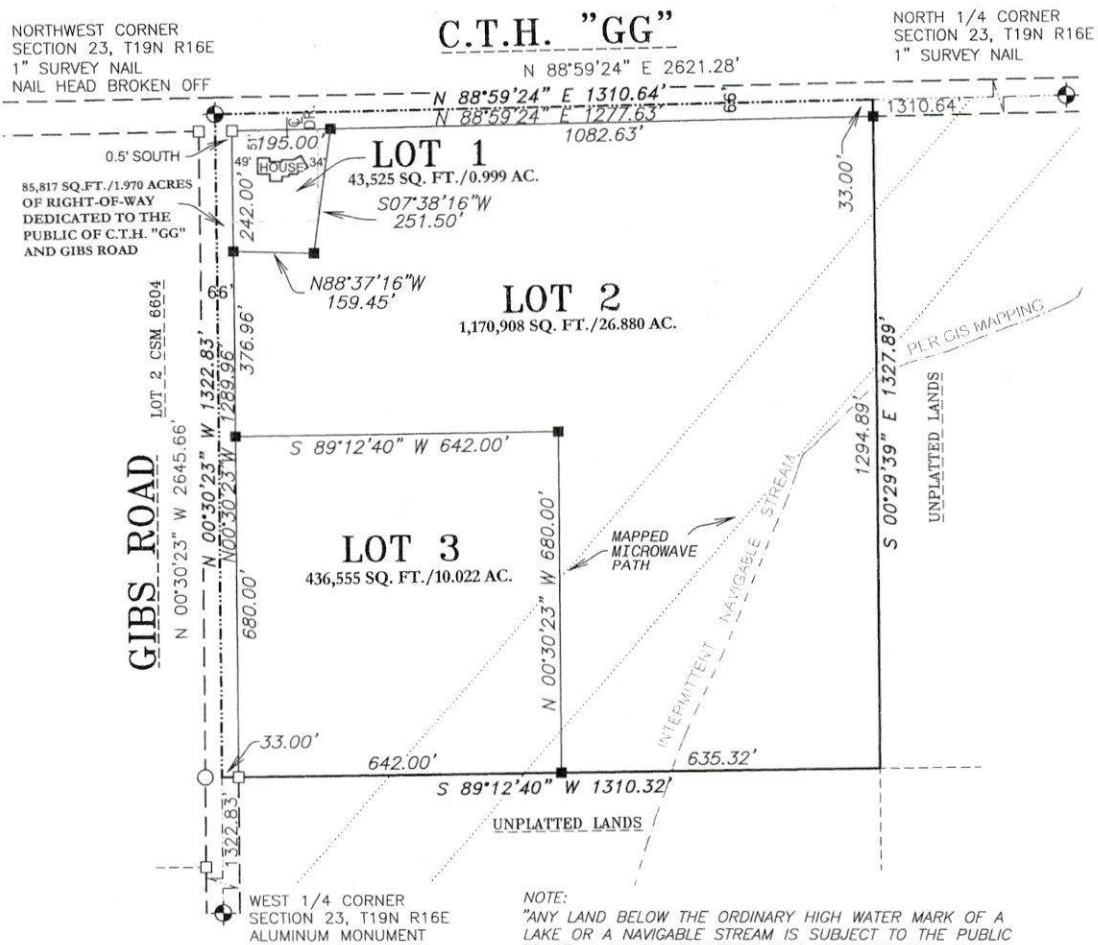 NORTHWEST CORNER
SECTION 23, T19N R16E
1" SURVEY NAIL
NAIL HEAD BROKEN OFF
C.T.H. "GG"
NORTH 1/4 CORNER
SECTION 23, T19N R16E
1" SURVEY NAIL
N 88°59'24" E 2621.28'
N 88°59'24" E 1310.64'
66'
1310.64'
N 88°59'24" E 1277.63'
1082.63'
195.00'
DR
51'
0.5' SOUTH
49'
HOUSE
34'
LOT 1
43,525 SQ. FT./0.999 AC.
33.00'
85,817 SQ.FT./1.970 ACRES
OF RIGHT-OF-WAY
DEDICATED TO THE
PUBLIC OF C.T.H. "GG"
AND GIBS ROAD
242.00'
S07°38'16"W
251.50'
N88°37'16"W
159.45'
66'
LOT 2
1,170,908 SQ. FT./26.880 AC.
PER GIS MAPPING
LOT 2 CSM 6604
376.96'
N 00°30'23" W 1322.83'
N00°30'23"W 1289.96'
N 00°30'23" W 2645.66'
GIBS ROAD
S 89°12'40" W 642.00'
1294.89'
S 00°29'39" E 1327.89'
UNPLATTED LANDS
LOT 3
436,555 SQ. FT./10.022 AC.
MAPPED
MICROWAVE
PATH
680.00'
N 00°30'23" W 680.00'
INTERMITTENT NAVIGABLE STREAM
33.00'
642.00'
635.32'
S 89°12'40" W 1310.32'
UNPLATTED LANDS
1322.83'
WEST 1/4 CORNER
SECTION 23, T19N R16E
ALUMINUM MONUMENT
NOTE:
"ANY LAND BELOW THE ORDINARY HIGH WATER MARK OF A
LAKE OR A NAVIGABLE STREAM IS SUBJECT TO THE PUBLIC